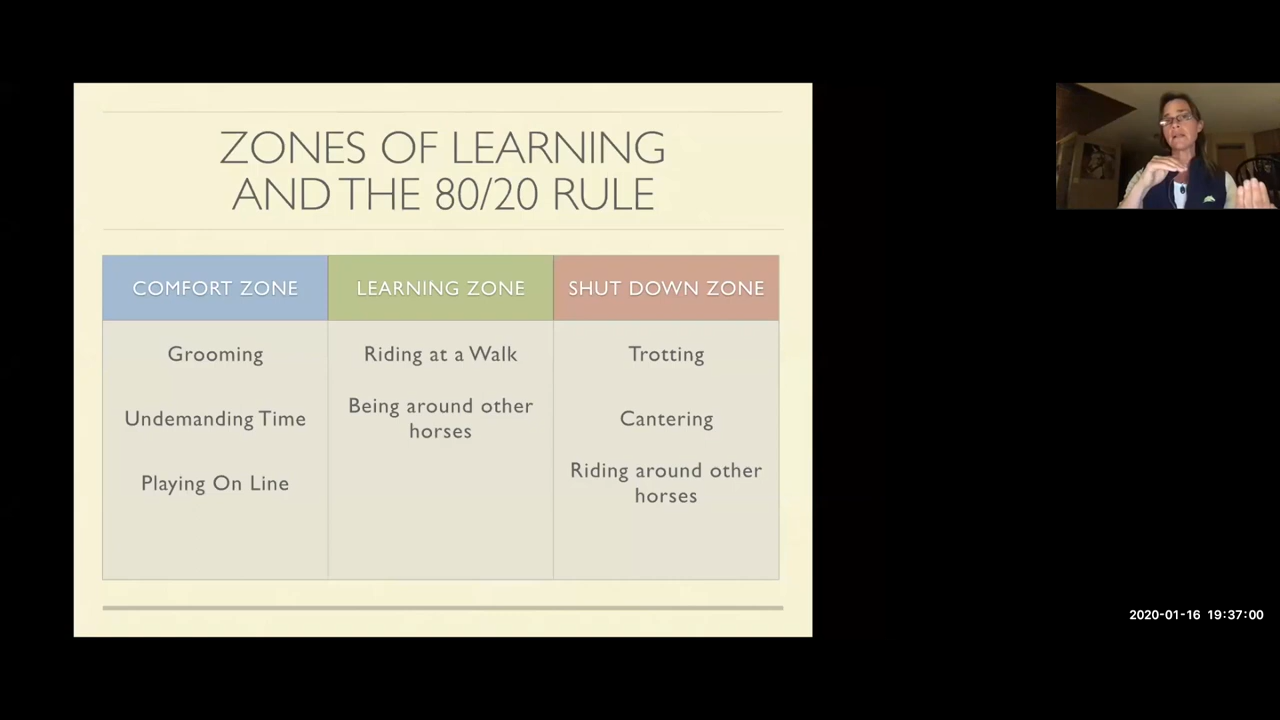 ZONES OF LEARNING
AND THE 80/20 RULE
COMFORT ZONE
LEARNING ZONE
SHUT DOWN ZONE
Grooming
Riding at a Walk
Trotting
Undemanding Time
Being around other
horses
Cantering
Playing On Line
Riding around other
horses
2020-01-16 19:37:00